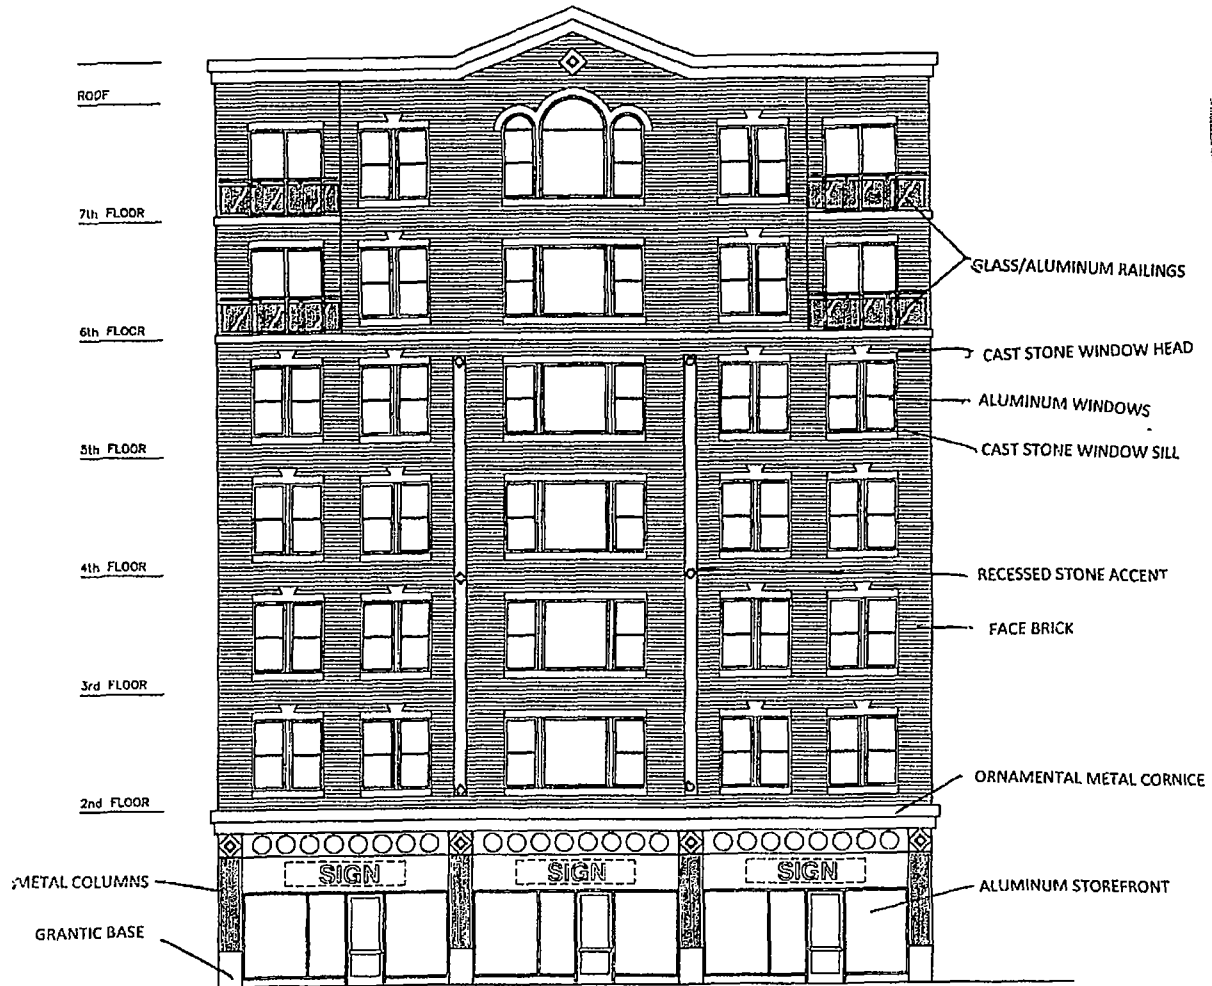 ROOF
7th FLOOR
GLASS/ALUMINUM RAILINGS
6th FLOCR
CAST STONE WINDOW HEAD
ALUMINUM WINDOWS
5th FLOOR
CAST STONE WINDOW SILL
4th FLOOR
RECESSED STONE ACCENT
FACE BRICK
3rd FLOOR
ORNAMENTAL METAL CORNICE
2nd FLOOR
SIGN SIGN SIGN
METAL COLUMNS
ALUMINUM STOREFRONT
GRANTIC BASE